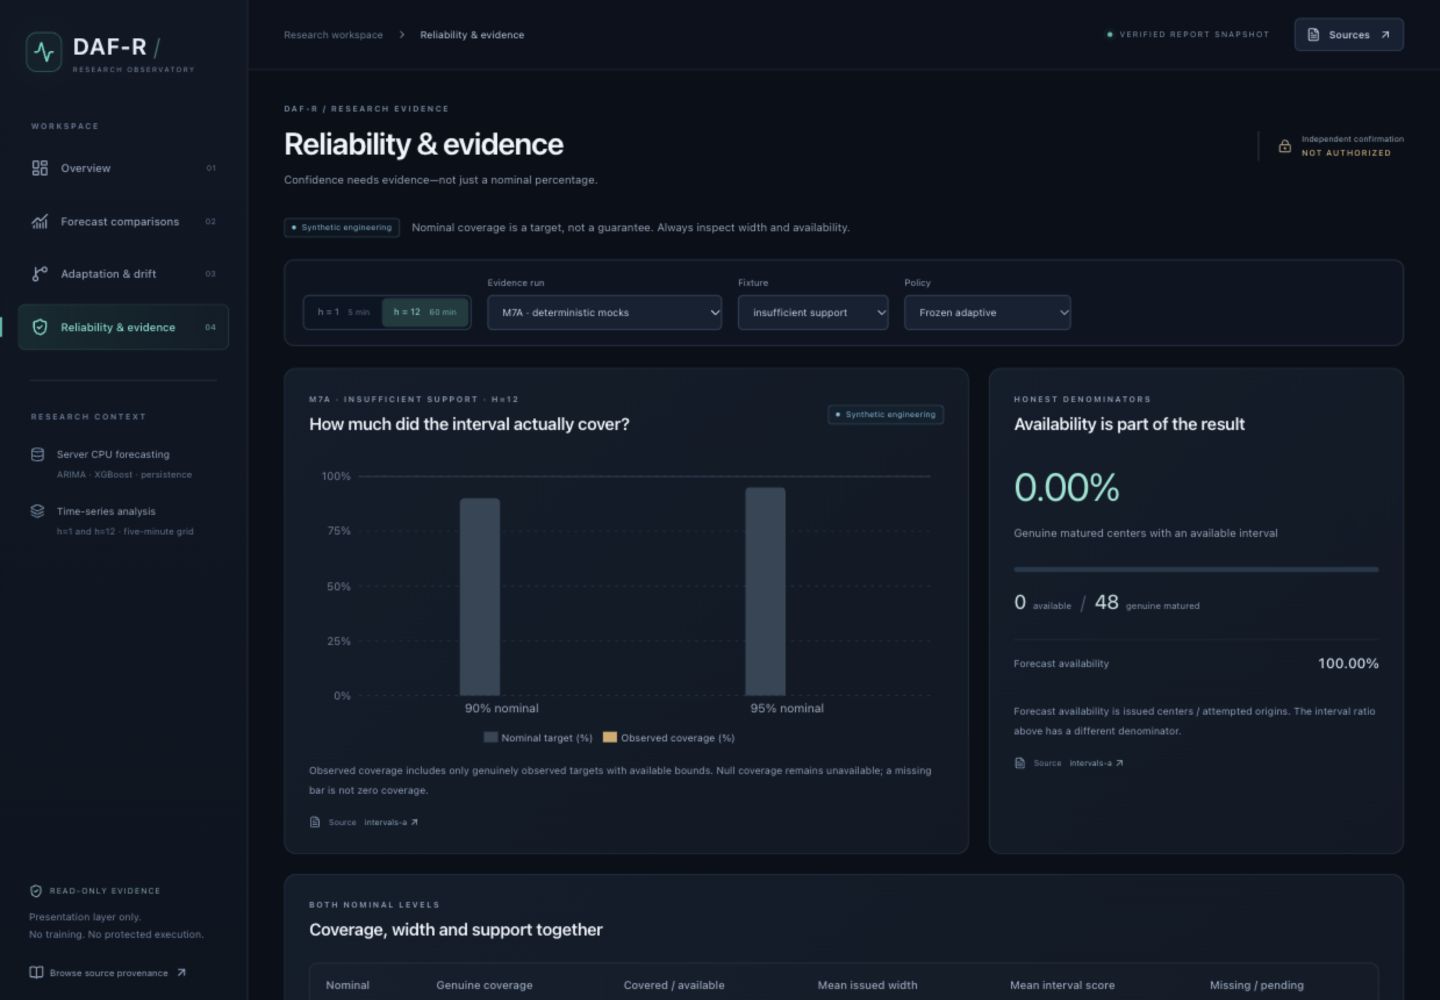 DAF-R /
RESEARCH OBSERVATORY
WORKSPACE
Overview 01
Forecast comparisons 02
Adaptation & drift 03
Reliability & evidence 04
RESEARCH CONTEXT
Server CPU forecasting
ARIMA · XGBoost · persistence
Time-series analysis
h=1 and h=12 · five-minute grid
READ-ONLY EVIDENCE
Presentation layer only.
No training. No protected execution.
Browse source provenance
Research workspace > Reliability & evidence
VERIFIED REPORT SNAPSHOT
Sources
DAF-R / RESEARCH EVIDENCE
Reliability & evidence
Confidence needs evidence—not just a nominal percentage.
Independent confirmation
NOT AUTHORIZED
Synthetic engineering
Nominal coverage is a target, not a guarantee. Always inspect width and availability.
h = 1 5 min
h = 12 60 min
Evidence run
M7A · deterministic mocks
Fixture
insufficient support
Policy
Frozen adaptive
M7A · INSUFFICIENT SUPPORT · H=12
How much did the interval actually cover?
Synthetic engineering
100%
75%
50%
25%
0%
90% nominal
95% nominal
Nominal target (%)
Observed coverage (%)
Observed coverage includes only genuinely observed targets with available bounds. Null coverage remains unavailable; a missing
bar is not zero coverage.
Source intervals-a
HONEST DENOMINATORS
Availability is part of the result
0.00%
Genuine matured centers with an available interval
0 available / 48 genuine matured
Forecast availability 100.00%
Forecast availability is issued centers / attempted origins. The interval ratio
above has a different denominator.
Source intervals-a
BOTH NOMINAL LEVELS
Coverage, width and support together
Nominal
Genuine coverage
Covered / available
Mean issued width
Mean interval score
Missing / pending